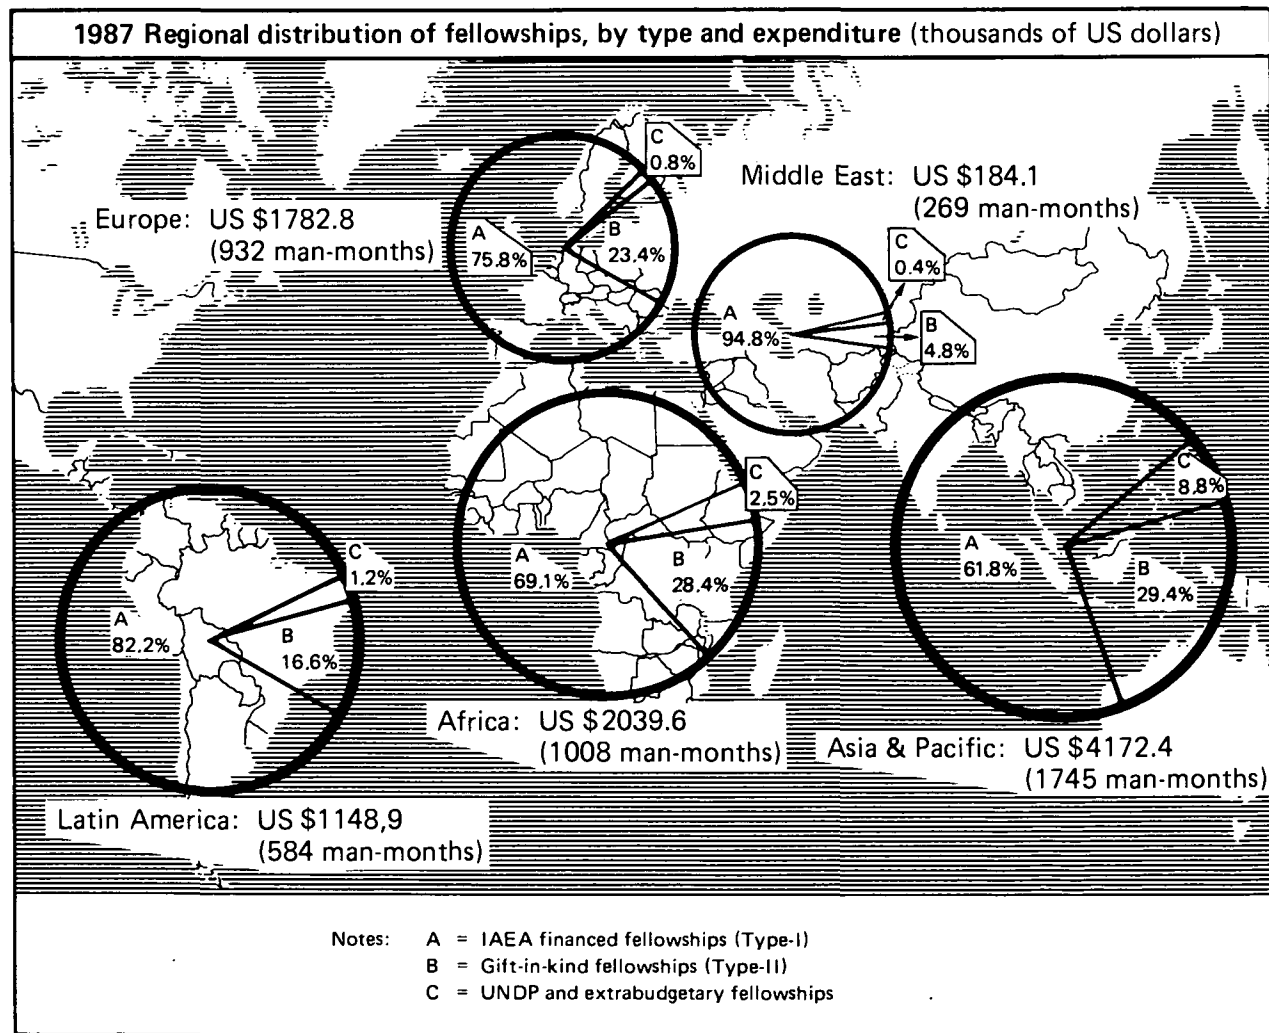 1987 Regional distribution of fellowships, by type and expenditure (thousands of US dollars)
C
0.8%
Middle East: US $184.1
(269 man-months)
Europe: US $1782.8
(932 man-months)
A
75.8%
B
23.4%
C
0.4%
A
94.8%
B
4.8%
C
2.5%
C
8.8%
A
69.1%
B
28.4%
A
61.8%
B
29.4%
C
1.2%
A
82.2%
B
16.6%
Africa: US $2039.6
(1008 man-months)
Asia & Pacific: US $4172.4
(1745 man-months)
Latin America: US $1148,9
(584 man-months)
Notes: A = IAEA financed fellowships (Type-I)
B = Gift-in-kind fellowships (Type-II)
C = UNDP and extrabudgetary fellowships